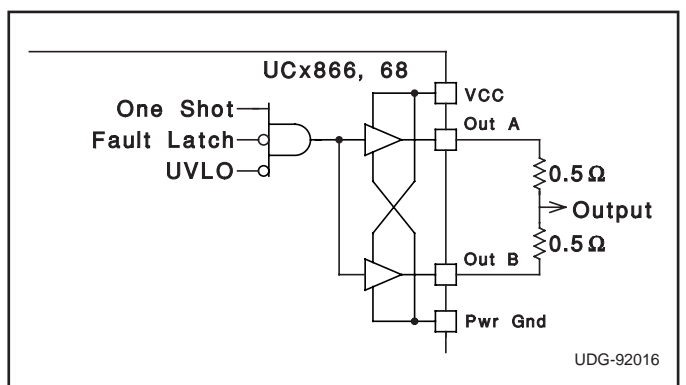 UCx866, 68
VCC
One Shot
Out A
Fault Latch
UVLO
0.5Ω
Output
0.5Ω
Out B
Pwr Gnd
UDG-92016